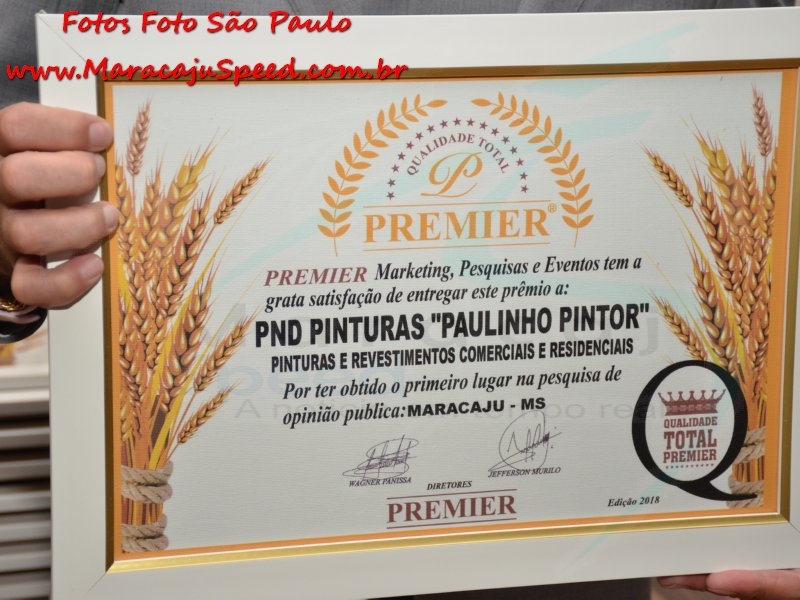 Fotos Foto São Paulo
www.MaracajuSpeed.com.br
QUALIDADE TOTAL
P
PREMIER®
PREMIER Marketing, Pesquisas e Eventos tem a
grata satisfação de entregar este prêmio a:
PND PINTURAS "PAULINHO PINTOR"
PINTURAS E REVESTIMENTOS COMERCIAIS E RESIDENCIAIS
Por ter obtido o primeiro lugar na pesquisa de
opinião publica:MARACAJU - MS
QUALIDADE
TOTAL
PREMIER
WAGNER PANISSA
JEFFERSON MURILO
DIRETORES
PREMIER
Edição 2018